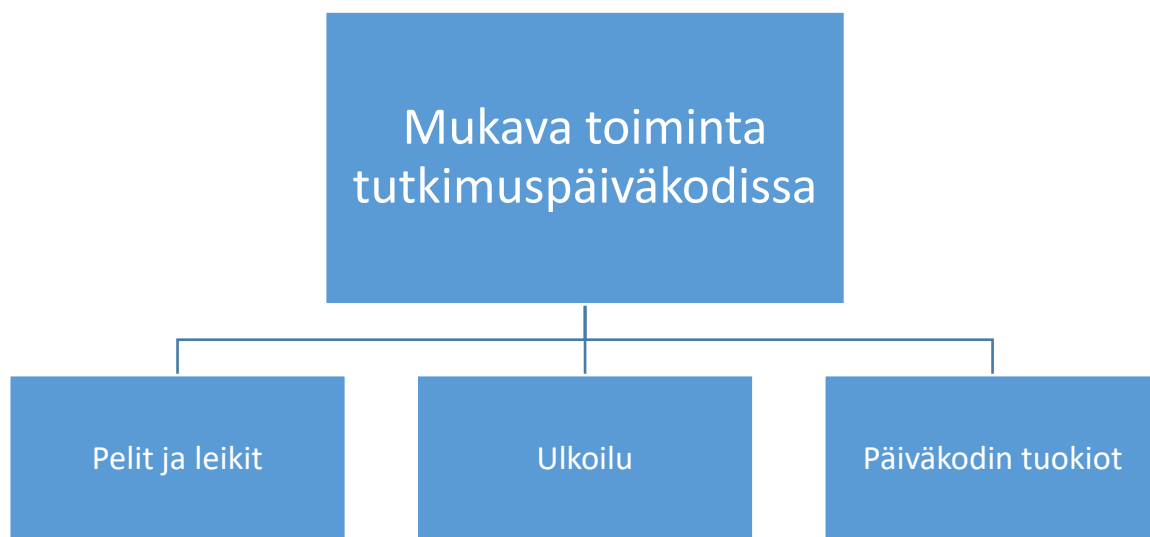 Mukava toiminta
tutkimuspäiväkodissa
Pelit ja leikit
Ulkoilu
Päiväkodin tuokiot